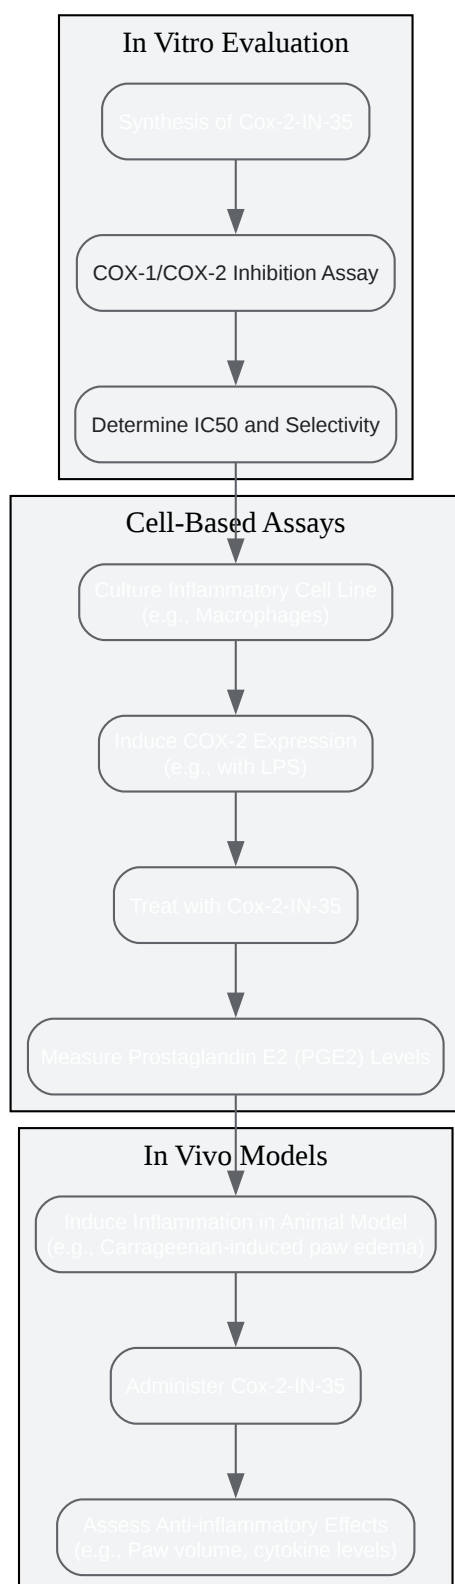 In Vitro Evaluation
Synthesis of Cox-2-IN-35
COX-1/COX-2 Inhibition Assay
Determine IC50 and Selectivity
Cell-Based Assays
Culture Inflammatory Cell Line
(e.g., Macrophages)
Induce COX-2 Expression
(e.g., with LPS)
Treat with Cox-2-IN-35
Measure Prostaglandin E2 (PGE2) Levels
In Vivo Models
Induce Inflammation in Animal Model
(e.g., Carrageenan-induced paw edema)
Administer Cox-2-IN-35
Assess Anti-inflammatory Effects
(e.g., Paw volume, cytokine levels)